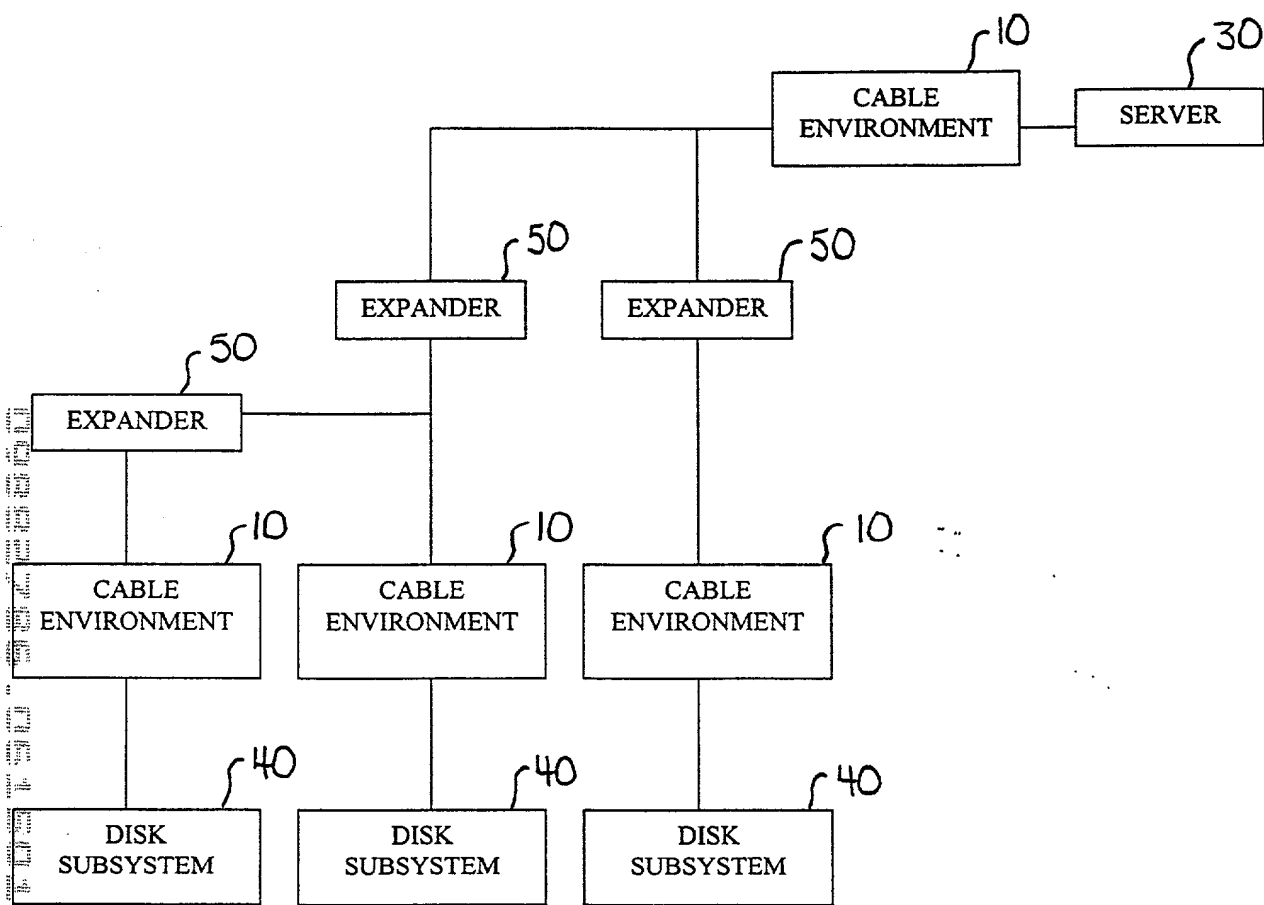 10
30
CABLE
ENVIRONMENT
SERVER
50
50
EXPANDER
EXPANDER
50
EXPANDER
10
10
10
CABLE
ENVIRONMENT
CABLE
ENVIRONMENT
CABLE
ENVIRONMENT
40
40
40
DISK
SUBSYSTEM
DISK
SUBSYSTEM
DISK
SUBSYSTEM